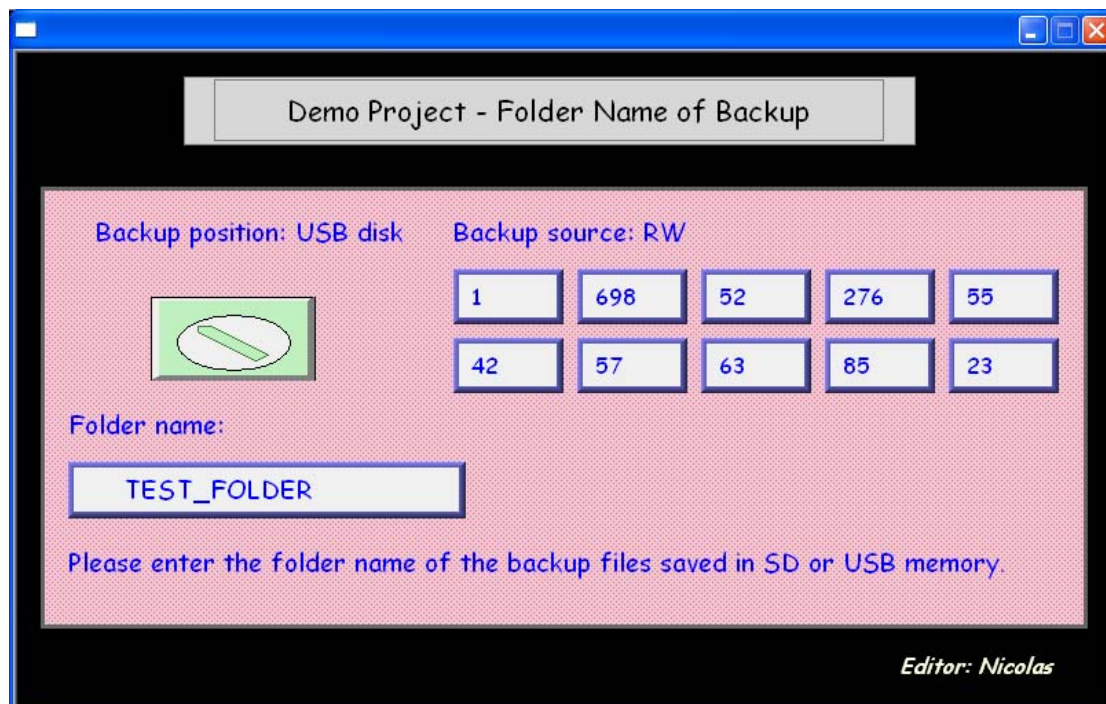 Demo Project - Folder Name of Backup
Backup position: USB disk
Backup source: RW
1 698 52 276 55
42 57 63 85 23
Folder name:
TEST_FOLDER
Please enter the folder name of the backup files saved in SD or USB memory.
Editor: Nicolas